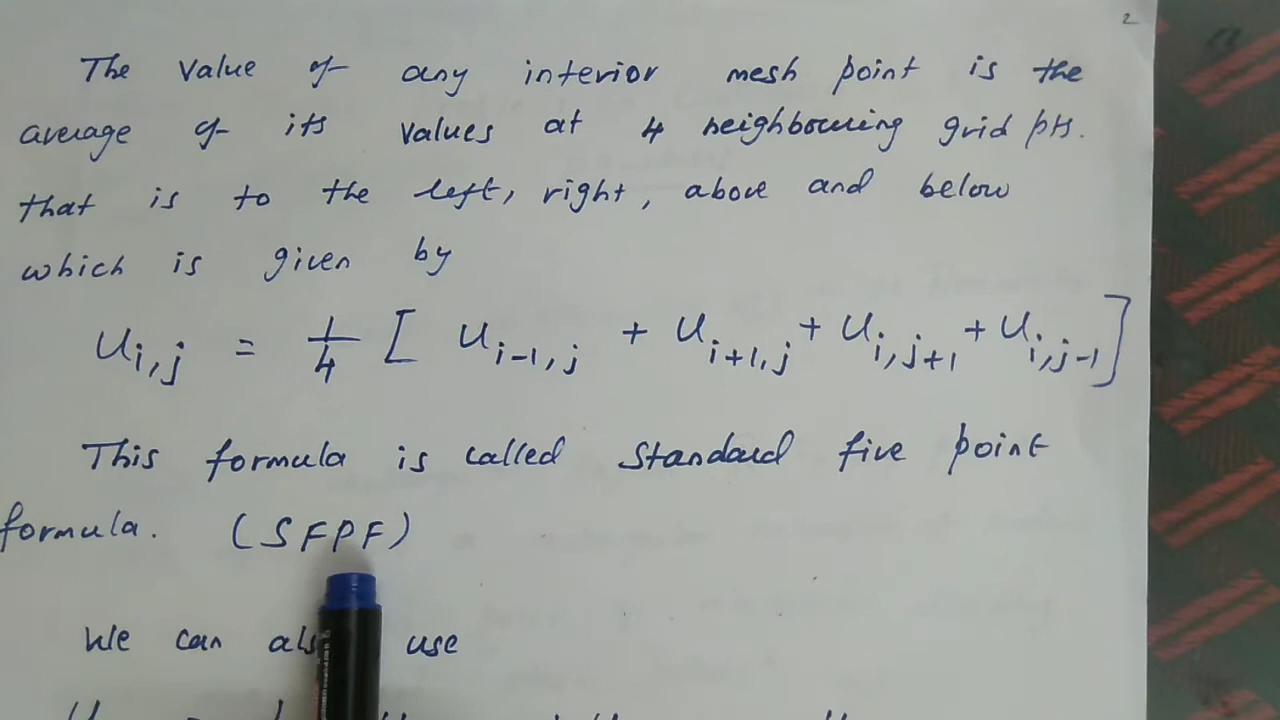 2
The value of any interior mesh point is the
average of its values at 4 neighbouring grid pts.
that is to the left, right, above and below
which is given by
u_{i,j} = 1/4 [ u_{i-1,j} + u_{i+1,j} + u_{i,j+1} + u_{i,j-1} ]
This formula is called Standard five point
formula. (SFPF)
We can also use